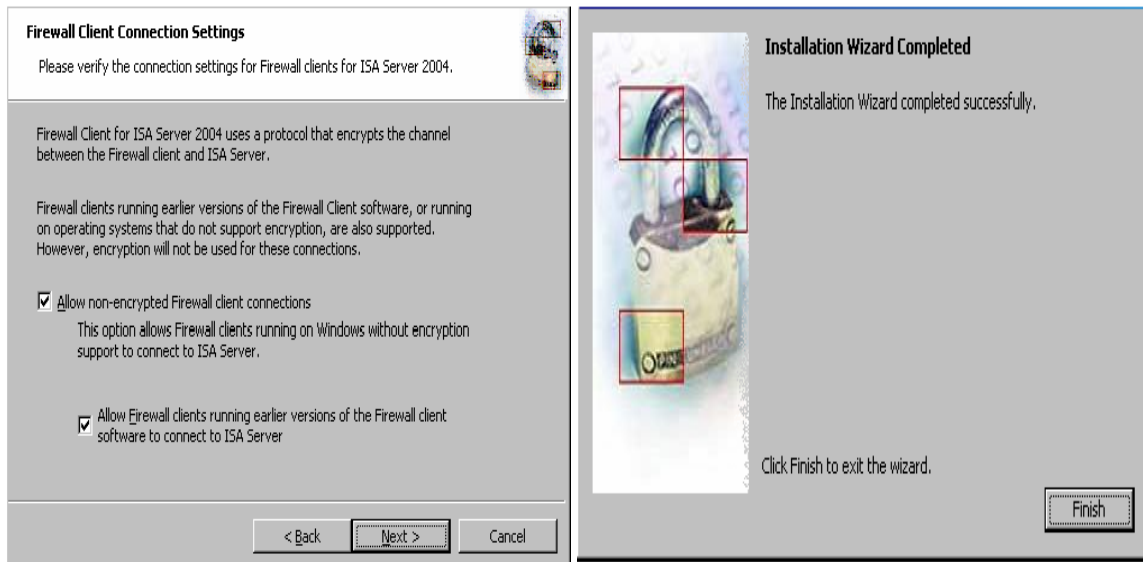 Firewall Client Connection Settings
Please verify the connection settings for Firewall clients for ISA Server 2004.
Firewall Client for ISA Server 2004 uses a protocol that encrypts the channel
between the Firewall client and ISA Server.
Firewall clients running earlier versions of the Firewall Client software, or running
on operating systems that do not support encryption, are also supported.
However, encryption will not be used for these connections.
Allow non-encrypted Firewall client connections
This option allows Firewall clients running on Windows without encryption
support to connect to ISA Server.
Allow Firewall clients running earlier versions of the Firewall client
software to connect to ISA Server
< Back
Next >
Cancel
Installation Wizard Completed
The Installation Wizard completed successfully.
Click Finish to exit the wizard.
Finish